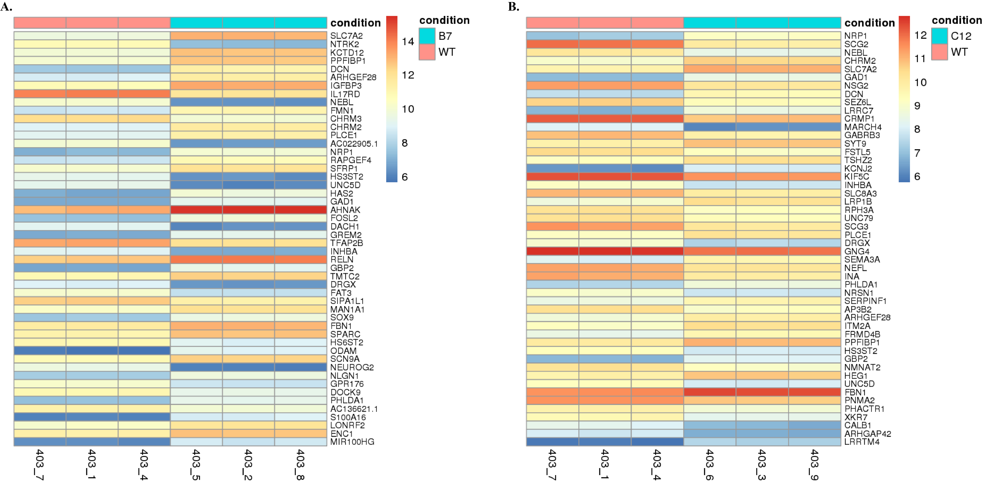 A.
condition
SLC7A2
NTRK2
KCTD12
PPFIBP1
DCN
ARHGEF28
IGFBP3
IL17RD
NEBL
FMN1
CHRM3
CHRM2
PLCE1
AC022905.1
NRP1
RAPGEF4
SFRP1
HS3ST2
UNC5D
HAS2
GAD1
AHNAK
FOSL2
DACH1
GREM2
TFAP2B
INHBA
RELN
GBP2
TMTC2
DRGX
FAT3
SIPA1L1
MAN1A1
SOX9
FBN1
SPARC
HS6ST2
ODAM
SCN9A
NEUROG2
NLGN1
GPR176
DOCK9
PHLDA1
AC136621.1
S100A16
LONRF2
ENC1
MIR100HG
403_7
403_1
403_4
403_5
403_2
403_8
14
12
10
8
6
condition
B7
WT
B.
condition
NRP1
SCG2
NEBL
CHRM2
SLC7A2
GAD1
NSG2
DCN
SEZ6L
LRRC7
CRMP1
MARCH4
GABRB3
SYT9
FSTL5
TSHZ2
KCNJ2
KIF5C
INHBA
SLC8A3
LRP1B
RPH3A
UNC79
SCG3
PLCE1
DRGX
GNG4
SEMA3A
NEFL
INA
PHLDA1
NRSN1
SERPINF1
AP3B2
ARHGEF28
ITM2A
FRMD4B
PPFIBP1
HS3ST2
GBP2
NMNAT2
HEG1
UNC5D
FBN1
PNMA2
PHACTR1
XKR7
CALB1
ARHGAP42
LRRTM4
403_7
403_1
403_4
403_6
403_3
403_9
12
11
10
9
8
7
6
condition
C12
WT